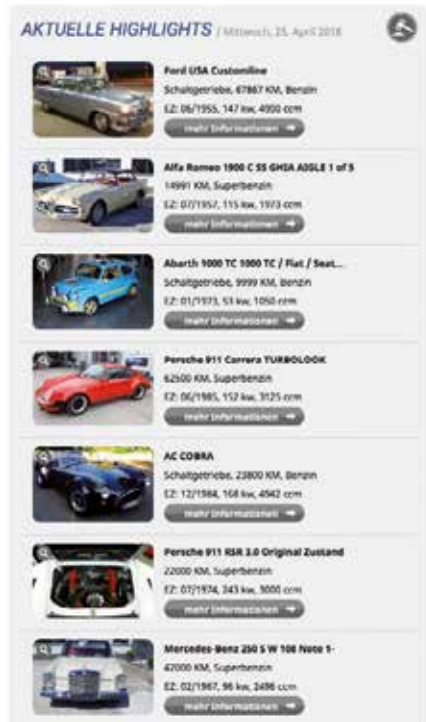 AKTUELLE HIGHLIGHTS / Mittwoch, 25. April 2018
Ford USA Customline
Schaltgetriebe, 67867 KM, Benzin
EZ: 06/1955, 147 kw, 4900 ccm
mehr Informationen
Alfa Romeo 1900 C SS GHIA AIGLE 1 of 5
14991 KM, Superbenzin
EZ: 07/1957, 115 kw, 1973 ccm
mehr Informationen
Abarth 1000 TC 1000 TC / Fiat / Seat...
Schaltgetriebe, 9999 KM, Benzin
EZ: 01/1973, 53 kw, 1050 ccm
mehr Informationen
Porsche 911 Carrera TURBOLOOK
62500 KM, Superbenzin
EZ: 06/1985, 152 kw, 3125 ccm
mehr Informationen
AC COBRA
Schaltgetriebe, 23800 KM, Benzin
EZ: 12/1984, 168 kw, 4942 ccm
mehr Informationen
Porsche 911 RSR 3.0 Original Zustand
22000 KM, Superbenzin
EZ: 07/1974, 243 kw, 3000 ccm
mehr Informationen
Mercedes-Benz 250 S W 108 Note 1-
42000 KM, Superbenzin
EZ: 02/1967, 96 kw, 2496 ccm
mehr Informationen